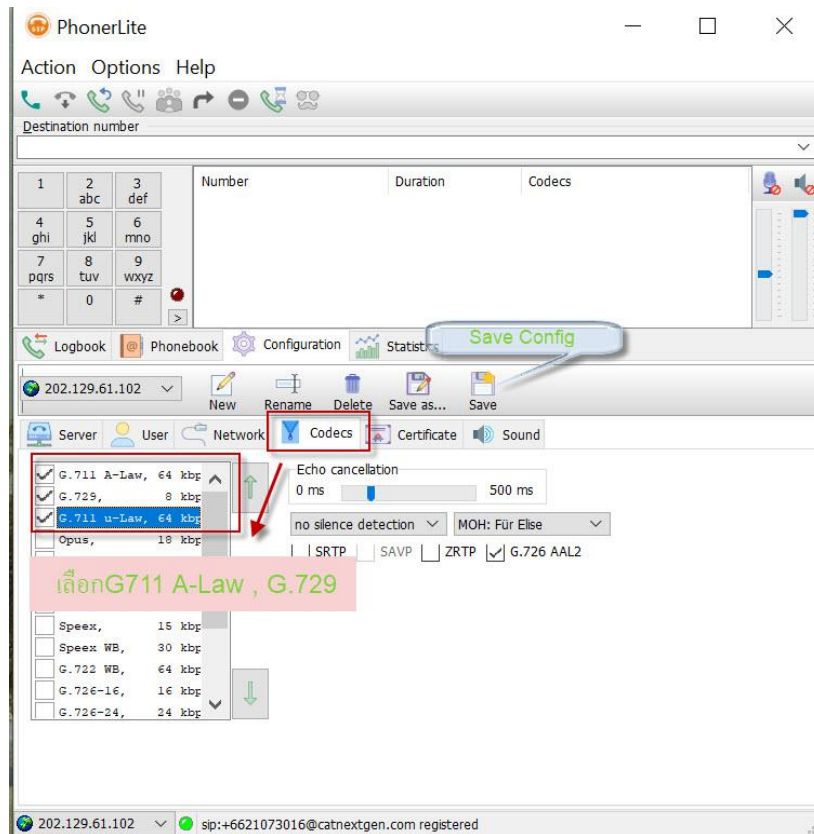 PhonerLite
Action Options Help
Destination number
1 2 abc 3 def
4 ghi 5 jkl 6 mno
7 pqrs 8 tuv 9 wxyz
* 0 #
>
Number Duration Codecs
Logbook Phonebook Configuration Statistics
Save Config
202.129.61.102 New Rename Delete Save as... Save
Server User Network Codecs Certificate Sound
G.711 A-Law, 64 kbp
G.729, 8 kbp
G.711 u-Law, 64 kbp
Opus, 18 kbp
Echo cancellation
0 ms 500 ms
no silence detection MOH: Für Elise
SRTP SAVP ZRTP G.726 AAL2
เลือกG711 A-Law , G.729
Speex, 15 kbp
Speex WB, 30 kbp
G.722 WB, 64 kbp
G.726-16, 16 kbp
G.726-24, 24 kbp
202.129.61.102 sip:+6621073016@catnextgen.com registered